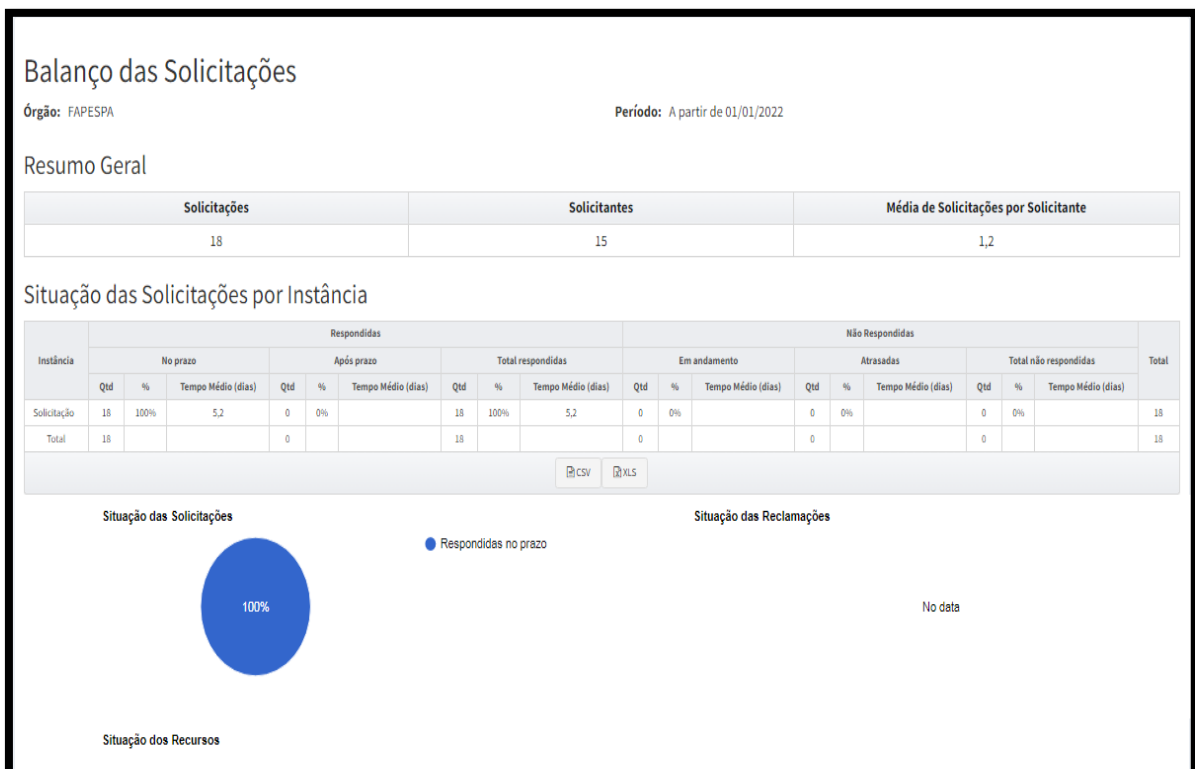 Balanço das Solicitações
Órgão: FAPESPA Período: A partir de 01/01/2022
Resumo Geral
Solicitações Solicitantes Média de Solicitações por Solicitante
18 15 1,2
Situação das Solicitações por Instância
Respondidas Não Respondidas
Instância No prazo Após prazo Total respondidas Em andamento Atrasadas Total não respondidas Total
Qtd % Tempo Médio (dias) Qtd % Tempo Médio (dias) Qtd % Tempo Médio (dias) Qtd % Tempo Médio (dias) Qtd % Tempo Médio (dias) Qtd % Tempo Médio (dias)
Solicitação 18 100% 5,2 0 0% 18 100% 5,2 0 0% 0 0% 0 0% 18
Total 18 0 18 0 0 0 18
CSV XLS
Situação das Solicitações Situação das Reclamações
Respondidas no prazo
100% No data
Situação dos Recursos